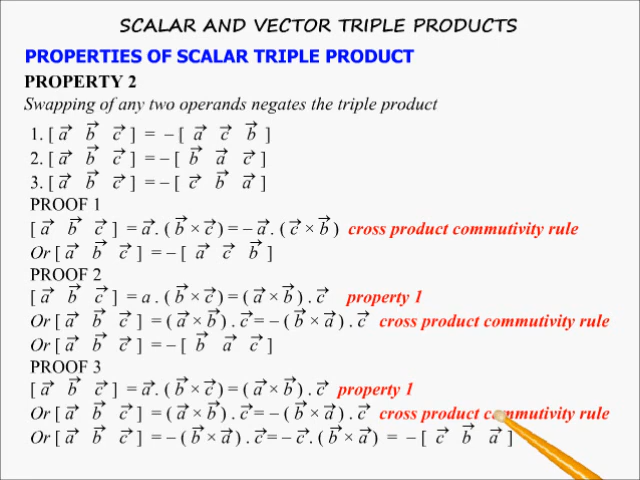 SCALAR AND VECTOR TRIPLE PRODUCTS
PROPERTIES OF SCALAR TRIPLE PRODUCT
PROPERTY 2
Swapping of any two operands negates the triple product
1. [ a⃗ b⃗ c⃗ ] = – [ a⃗ c⃗ b⃗ ]
2. [ a⃗ b⃗ c⃗ ] = – [ b⃗ a⃗ c⃗ ]
3. [ a⃗ b⃗ c⃗ ] = – [ c⃗ b⃗ a⃗ ]
PROOF 1
[ a⃗ b⃗ c⃗ ] = a⃗ . ( b⃗ × c⃗ ) = – a⃗ . ( c⃗ × b⃗ ) cross product commutivity rule
Or [ a⃗ b⃗ c⃗ ] = – [ a⃗ c⃗ b⃗ ]
PROOF 2
[ a⃗ b⃗ c⃗ ] = a . ( b⃗ × c⃗ ) = ( a⃗ × b⃗ ) . c⃗ property 1
Or [ a⃗ b⃗ c⃗ ] = ( a⃗ × b⃗ ) . c⃗ = – ( b⃗ × a⃗ ) . c⃗ cross product commutivity rule
Or [ a⃗ b⃗ c⃗ ] = – [ b⃗ a⃗ c⃗ ]
PROOF 3
[ a⃗ b⃗ c⃗ ] = a⃗ . ( b⃗ × c⃗ ) = ( a⃗ × b⃗ ) . c⃗ property 1
Or [ a⃗ b⃗ c⃗ ] = ( a⃗ × b⃗ ) . c⃗ = – ( b⃗ × a⃗ ) . c⃗ cross product commutivity rule
Or [ a⃗ b⃗ c⃗ ] = – ( b⃗ × a⃗ ) . c⃗ = – c⃗ . ( b⃗ × a⃗ ) = – [ c⃗ b⃗ a⃗ ]